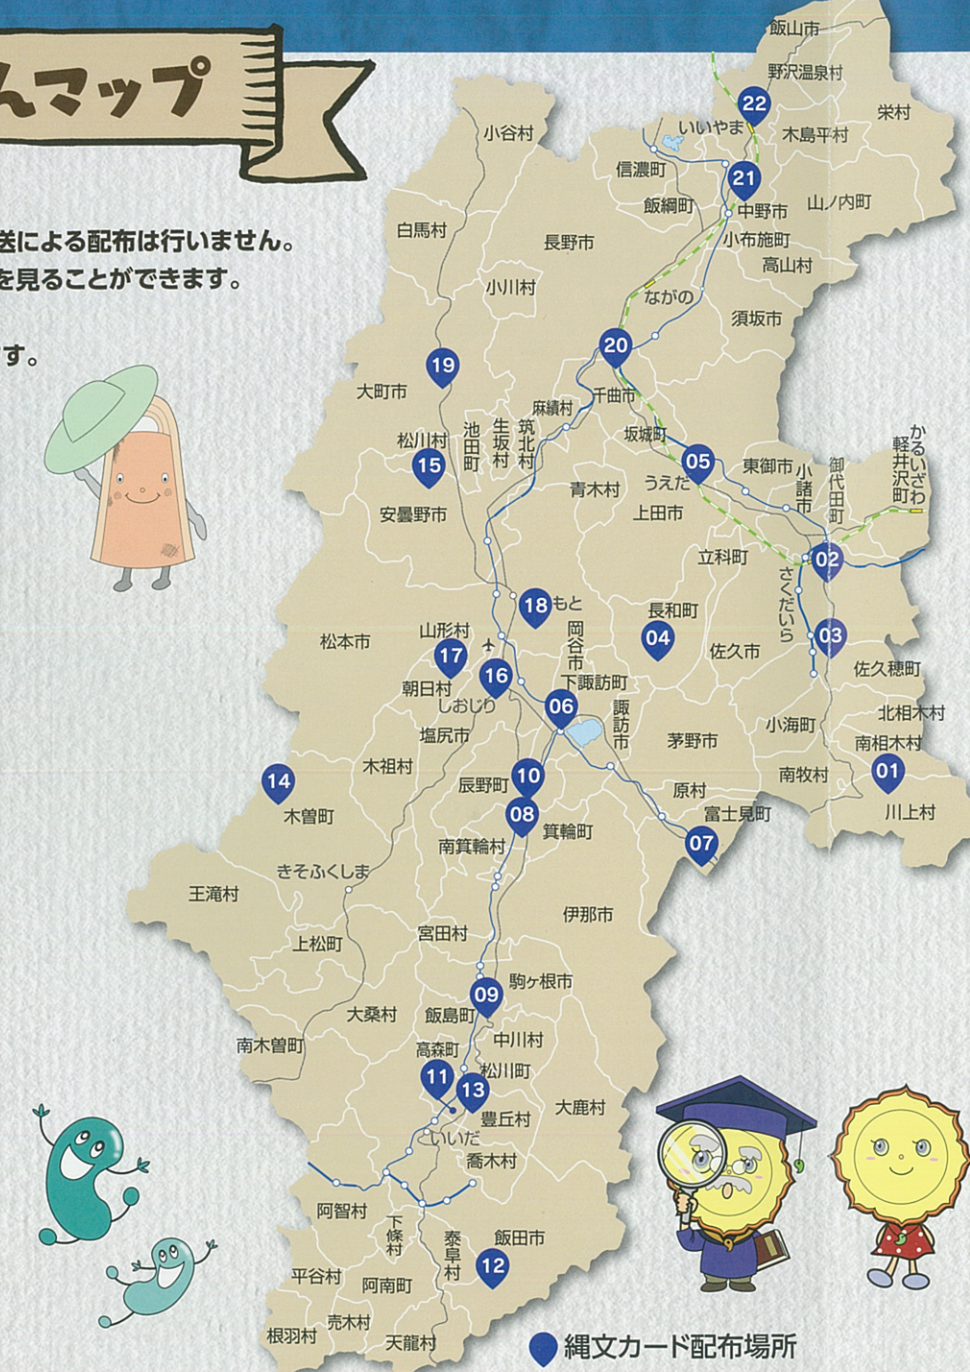 んマップ
送による配布は行いません。
を見ることができます。
す。
飯山市
野沢温泉村
栄村
22
いいやま
木島平村
小谷村
信濃町
21
飯綱町
中野市
山ノ内町
白馬村
長野市
小布施町
高山村
小川村
ながの
須坂市
20
19
大町市
千曲市
麻績村
坂城町
松川村
池田町
生坂村
筑北村
15
05
東御市
小諸市
御代田町
軽井沢町
かるいざわ
うえだ
青木村
安曇野市
上田市
立科町
02
さくだいら
18
もと
長和町
04
03
山形村
松本市
岡谷市
17
佐久市
佐久穂町
16
朝日村
下諏訪町
しおじり
06
諏訪市
北相木村
塩尻市
茅野市
小海町
南相木村
木祖村
01
14
10
辰野町
南牧村
原村
木曽町
08
箕輪町
富士見町
川上村
南箕輪村
07
きそふくしま
王滝村
伊那市
上松町
宮田村
駒ヶ根市
09
大桑村
飯島町
南木曽町
中川村
高森町
11
松川町
13
大鹿村
豊丘村
いいだ
喬木村
阿智村
下條村
泰阜村
飯田市
12
平谷村
阿南町
売木村
根羽村
天龍村
縄文カード配布場所